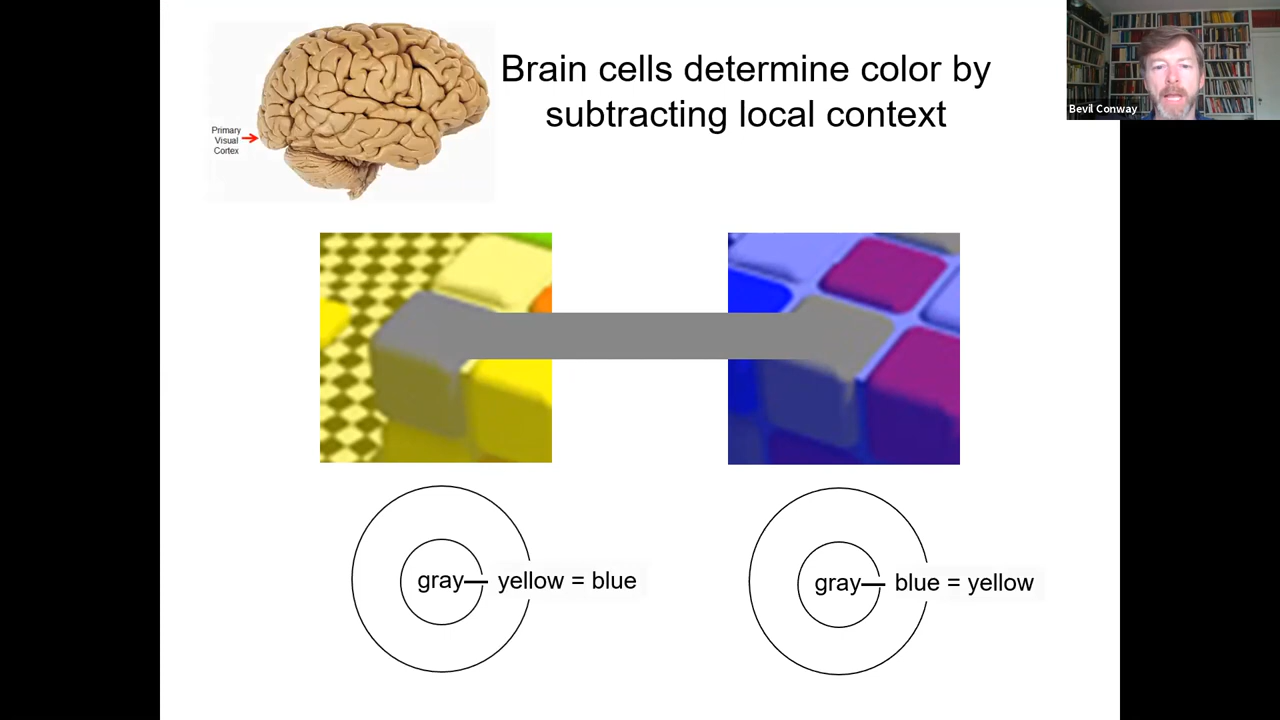 Brain cells determine color by
subtracting local context
Bevil Conway
Primary
Visual
Cortex
gray— yellow = blue
gray— blue = yellow